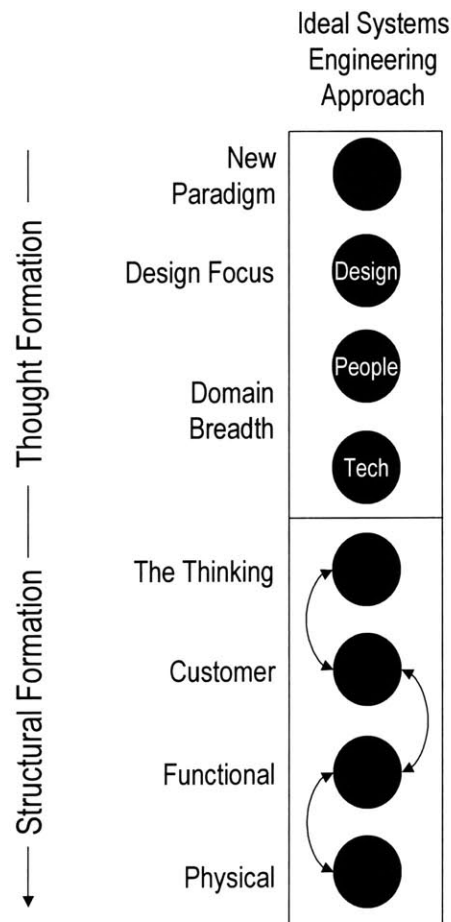 Ideal Systems
Engineering
Approach
Thought Formation
New
Paradigm
Design Focus
Design
People
Domain
Breadth
Tech
Structural Formation
The Thinking
Customer
Functional
Physical